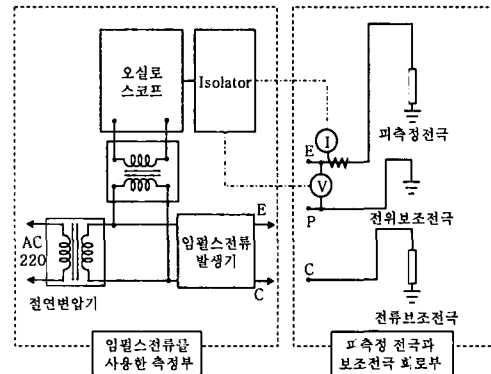 오실로
스코프
Isolator
I
E
피측정전극
V
P
전위보조전극
AC
220
임펄스전류
발생기
E
C
절연변압기
C
전류보조전극
임펄스전류를
사용한 측정부
피측정 전극과
보조전극 회로부